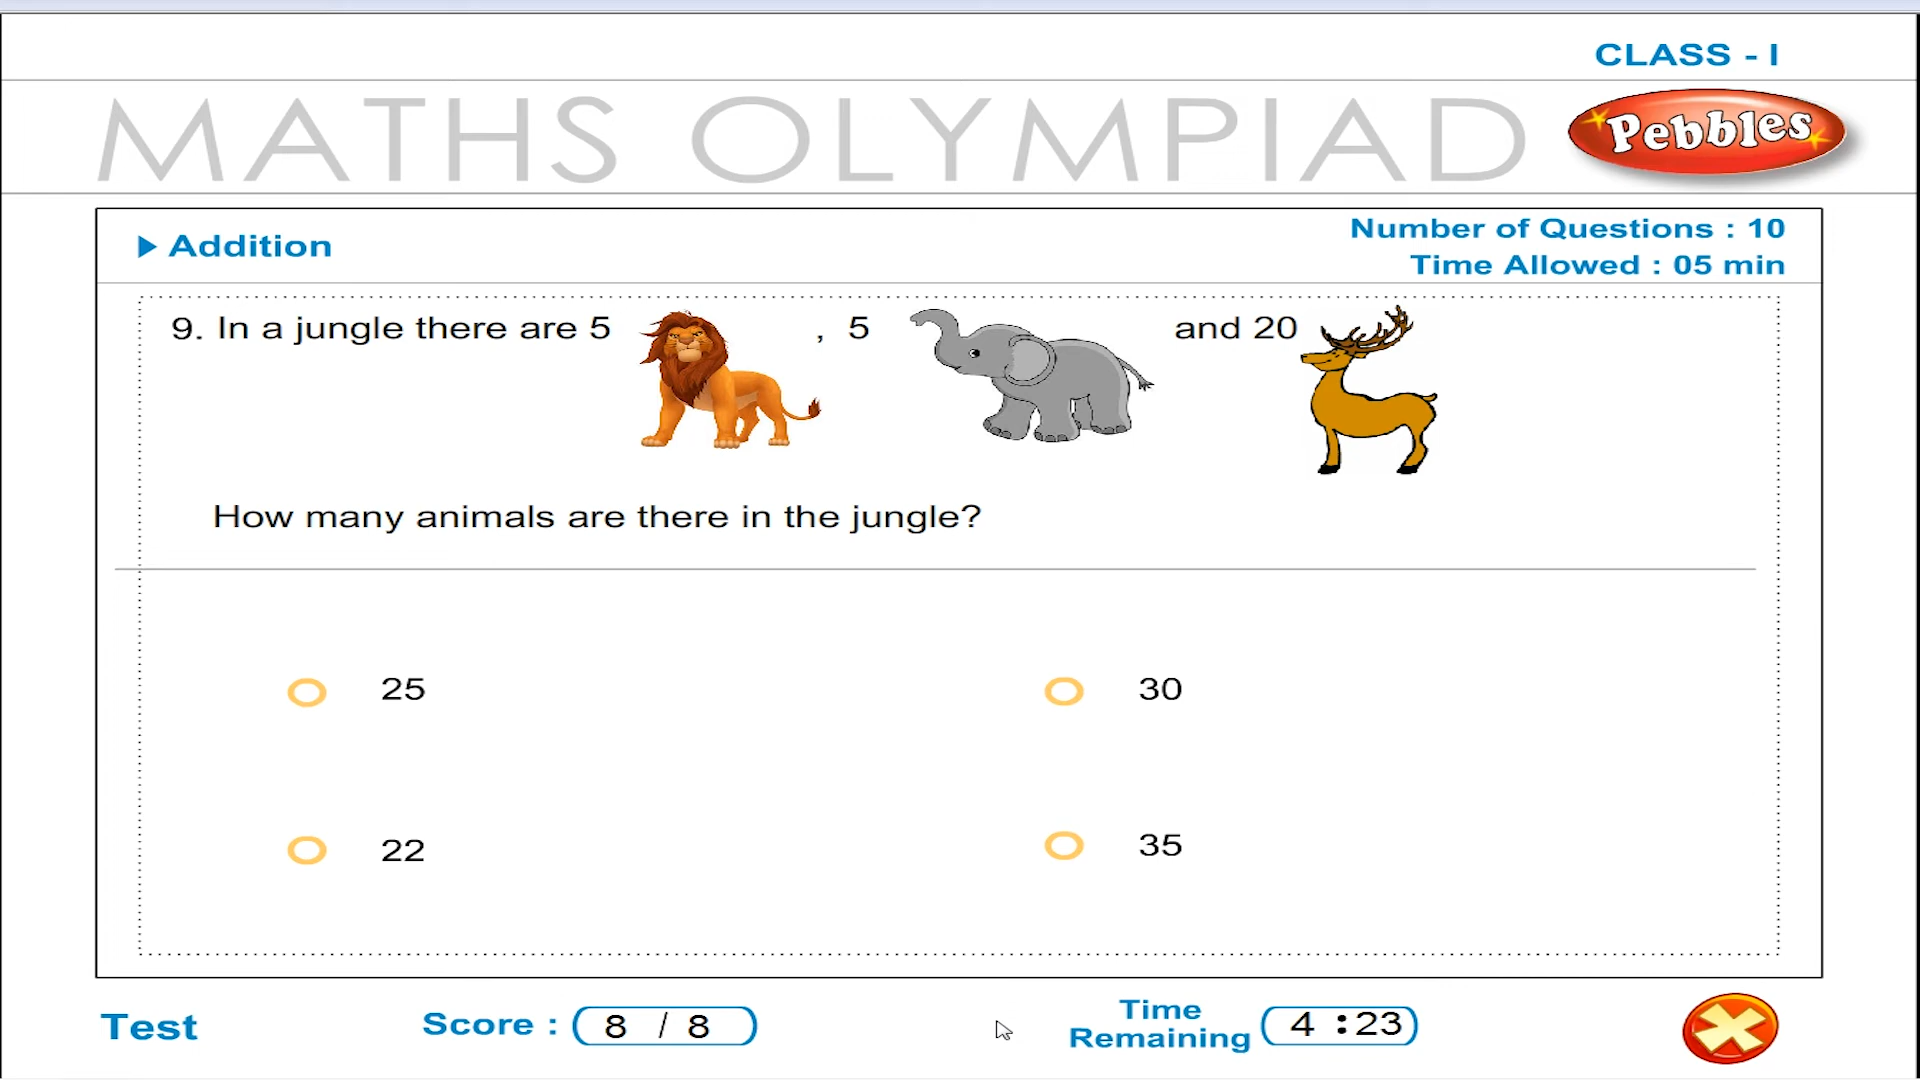 CLASS - I
MATHS OLYMPIAD
Pebbles
Addition
Number of Questions : 10
Time Allowed : 05 min
9. In a jungle there are 5 , 5 and 20
How many animals are there in the jungle?
25
30
22
35
Test
Score : 8 / 8
Time
Remaining
4 : 23